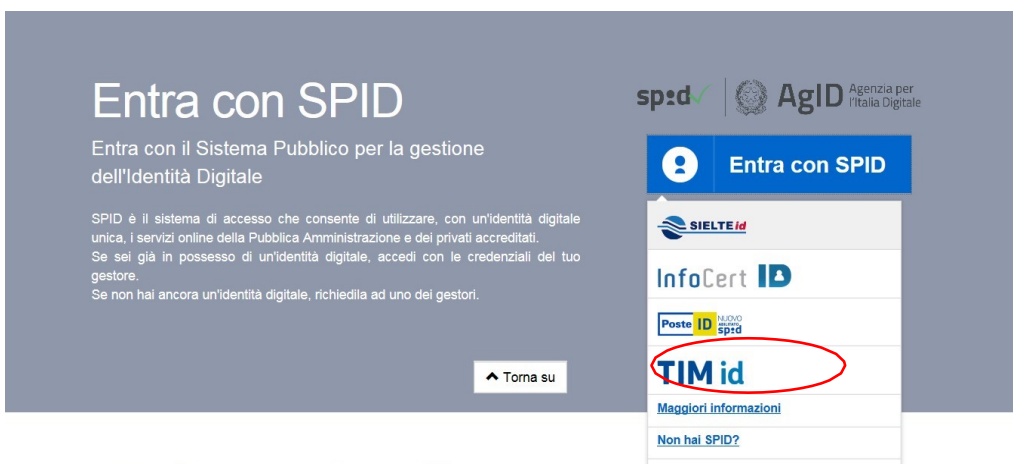 Entra con SPID
Entra con il Sistema Pubblico per la gestione
dell'Identità Digitale
SPID è il sistema di accesso che consente di utilizzare, con un'identità digitale
unica, i servizi online della Pubblica Amministrazione e dei privati accreditati.
Se sei già in possesso di un'identità digitale, accedi con le credenziali del tuo
gestore.
Se non hai ancora un'identità digitale, richiedila ad uno dei gestori.
Torna su
sp:d
AgID Agenzia per
l'Italia Digitale
Entra con SPID
SIELTE id
InfoCert ID
Poste ID NUOVO
sp:d
TIM id
Maggiori informazioni
Non hai SPID?